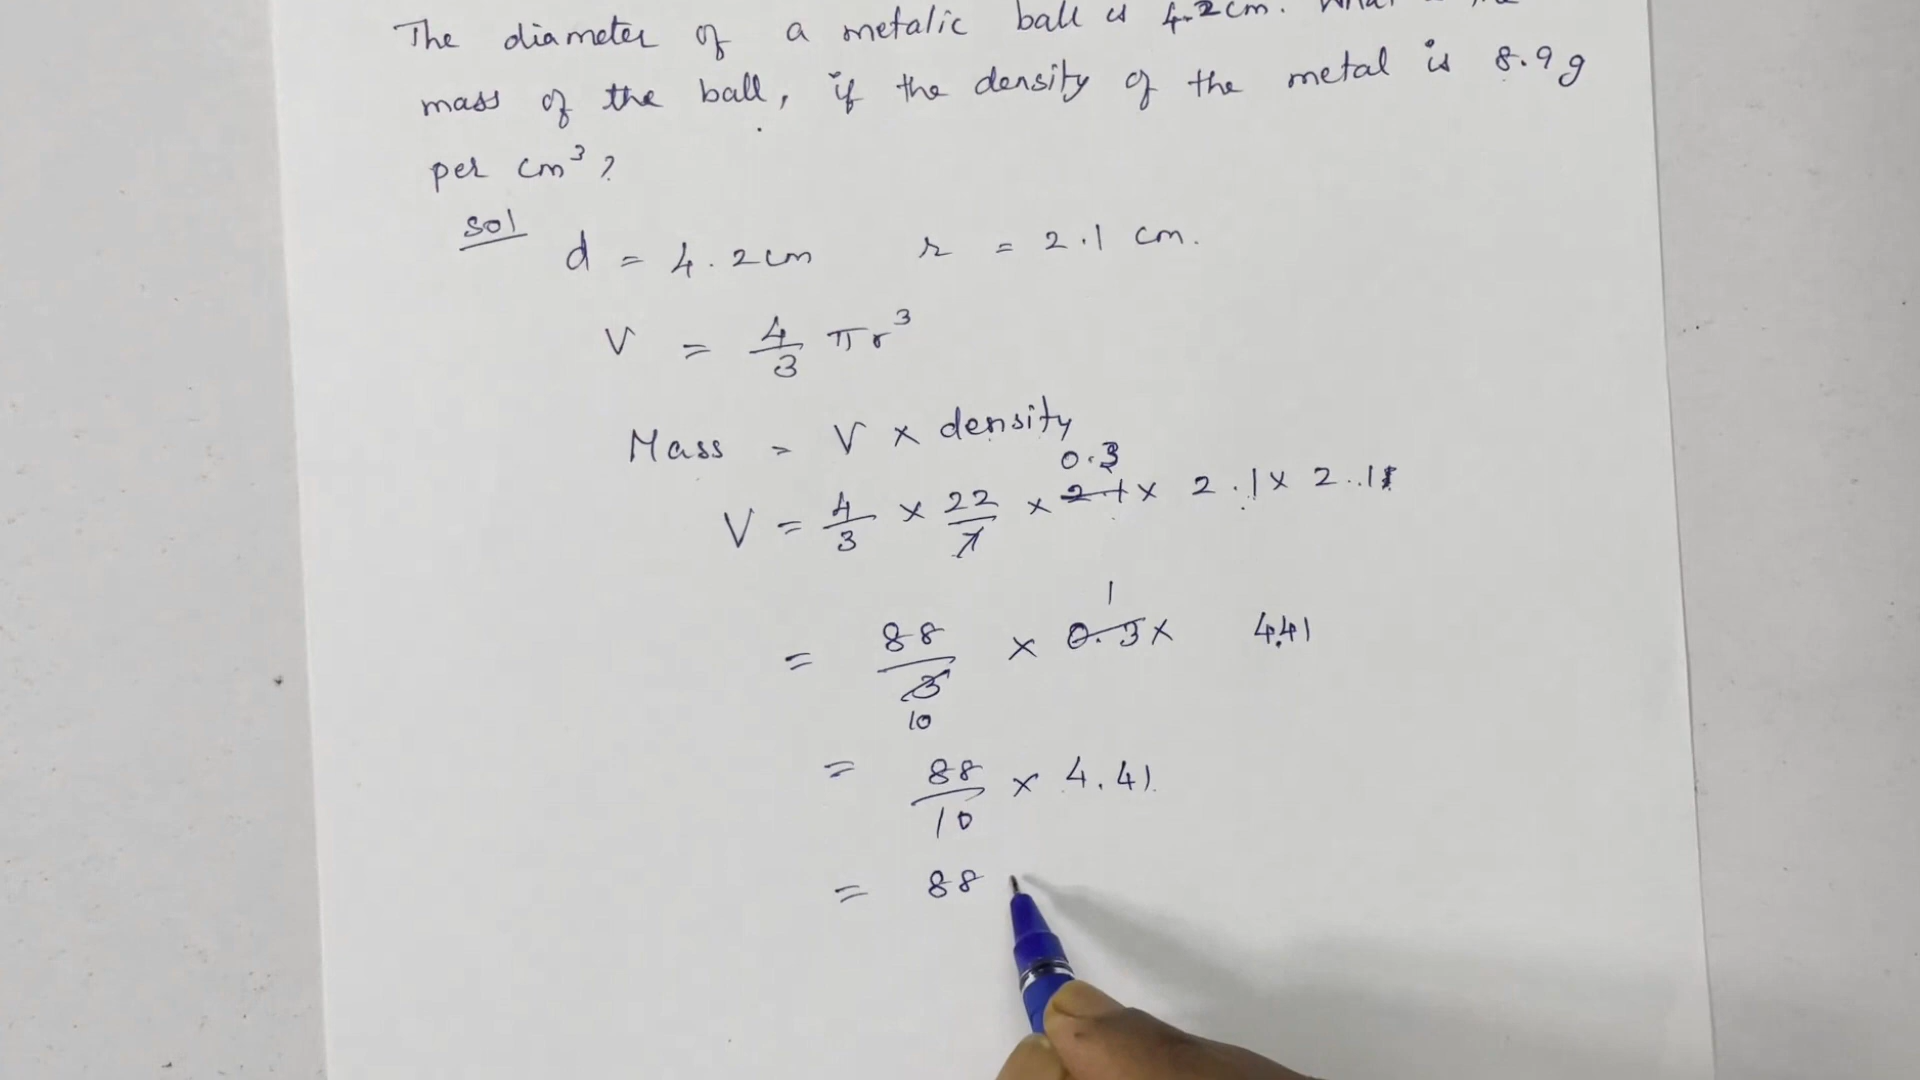 The diameter of a metalic ball is 4.2cm.
mass of the ball, if the density of the metal is 8.9g
per cm³?
sol
d = 4.2cm r = 2.1 cm.
V = 4/3 πr³
Mass = V × density
0.3
V = 4/3 × 22/7 × 2.1 × 2.1 × 2.1
1
= 88/3 × 0.3 × 4.41
10
= 88/10 × 4.41
= 88